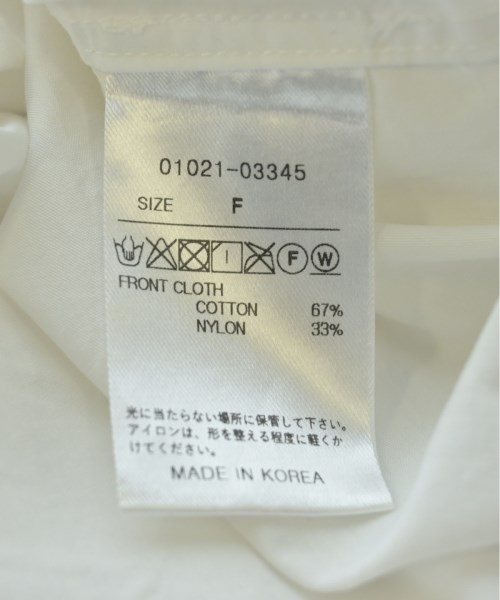 01021-03345
SIZE F
F W
FRONT CLOTH
COTTON 67%
NYLON 33%
光に当たらない場所に保管して下さい。
アイロンは、形を整える程度に軽くか
けてください。
MADE IN KOREA